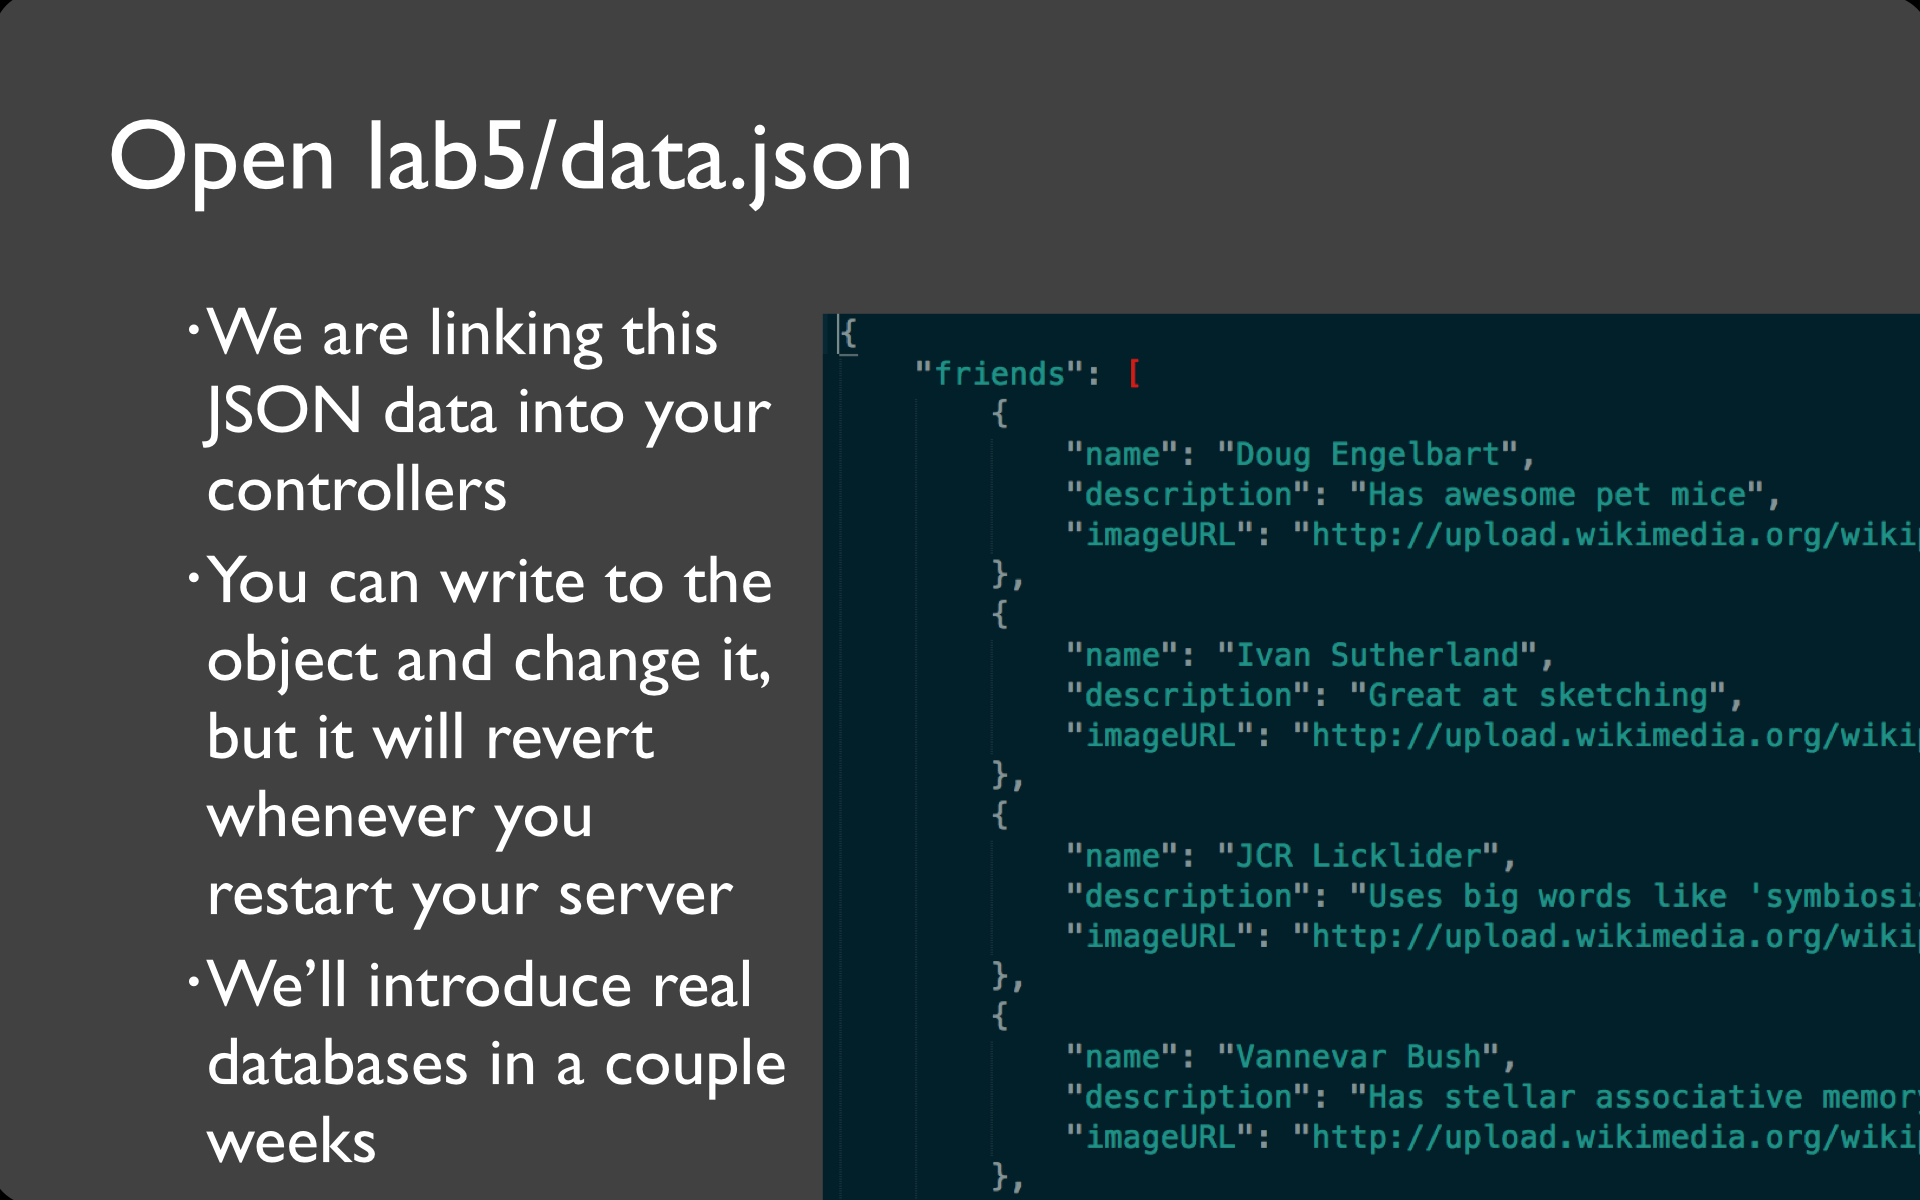 Open lab5/data.json
·We are linking this
JSON data into your
controllers
·You can write to the
object and change it,
but it will revert
whenever you
restart your server
·We’ll introduce real
databases in a couple
weeks
{
"friends": [
{
"name": "Doug Engelbart",
"description": "Has awesome pet mice",
"imageURL": "http://upload.wikimedia.org/wiki
},
{
"name": "Ivan Sutherland",
"description": "Great at sketching",
"imageURL": "http://upload.wikimedia.org/wiki
},
{
"name": "JCR Licklider",
"description": "Uses big words like 'symbiosi
"imageURL": "http://upload.wikimedia.org/wiki
},
{
"name": "Vannevar Bush",
"description": "Has stellar associative memor
"imageURL": "http://upload.wikimedia.org/wiki
},